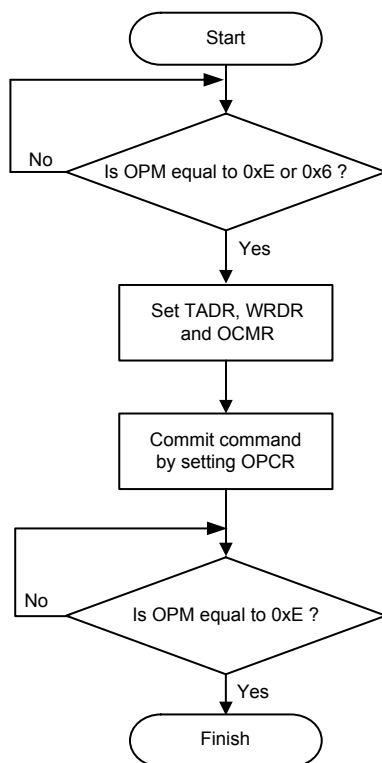 Start
No
Is OPM equal to 0xE or 0x6 ?
Yes
Set TADR, WRDR
and OCMR
Commit command
by setting OPCR
No
Is OPM equal to 0xE ?
Yes
Finish